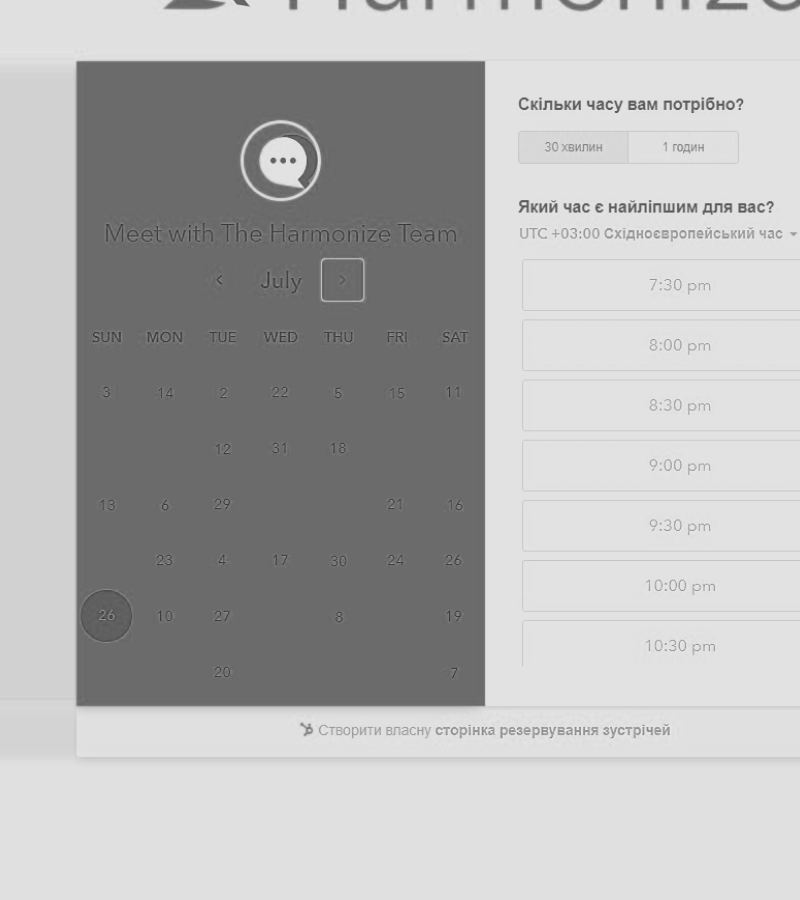 Harmonize
Meet with The Harmonize Team
July
SUN MON TUE WED THU FRI SAT
3 14 2 22 5 15 11
12 31 18
13 6 29 21 16
23 4 17 30 24 26
26 10 27 8 19
20 7
Скільки часу вам потрібно?
30 хвилин 1 годин
Який час є найліпшим для вас?
UTC +03:00 Східноєвропейський час
7:30 pm
8:00 pm
8:30 pm
9:00 pm
9:30 pm
10:00 pm
10:30 pm
Створити власну сторінка резервування зустрічей